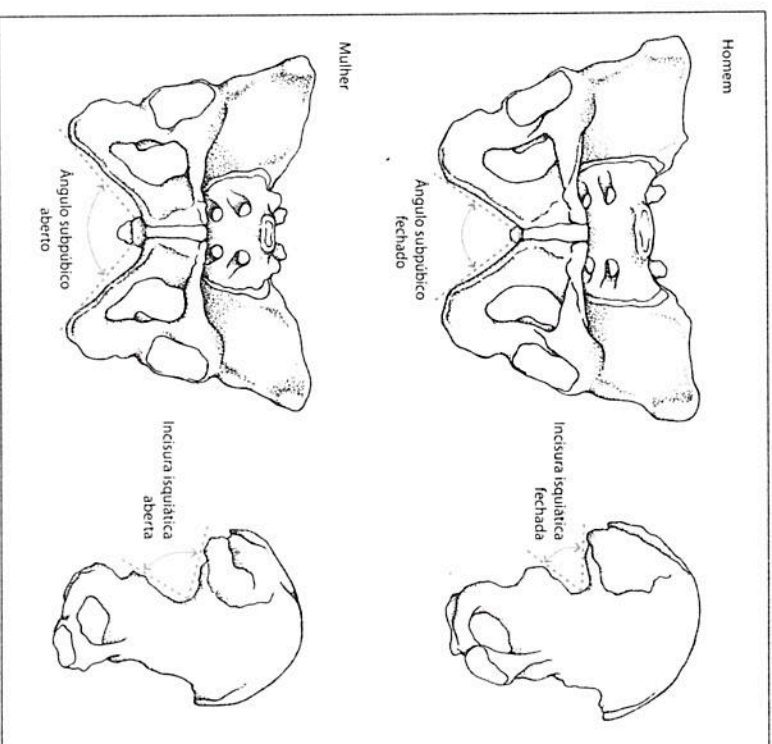 Homem
Ângulo subpúbico
fechado
Incisura isquiática
fechada
Mulher
Ângulo subpúbico
aberto
Incisura isquiática
aberta